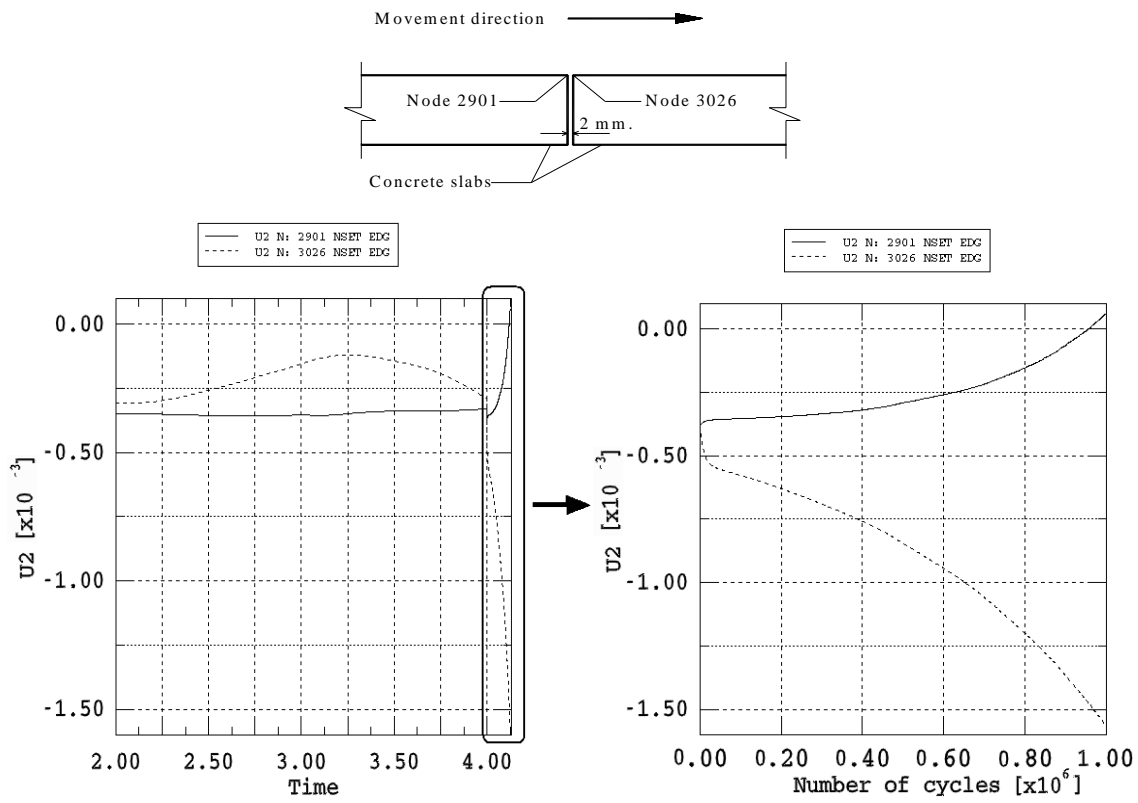 Movement direction
Node 2901
Node 3026
2 mm.
Concrete slabs
U2 N: 2901 NSET EDG
U2 N: 3026 NSET EDG
0.00
-0.50
-1.00
-1.50
U2 [x10 -3]
2.00 2.50 3.00 3.50 4.00
Time
U2 N: 2901 NSET EDG
U2 N: 3026 NSET EDG
0.00
-0.50
-1.00
-1.50
U2 [x10 -3]
0.00 0.20 0.40 0.60 0.80 1.00
Number of cycles [x10 6]